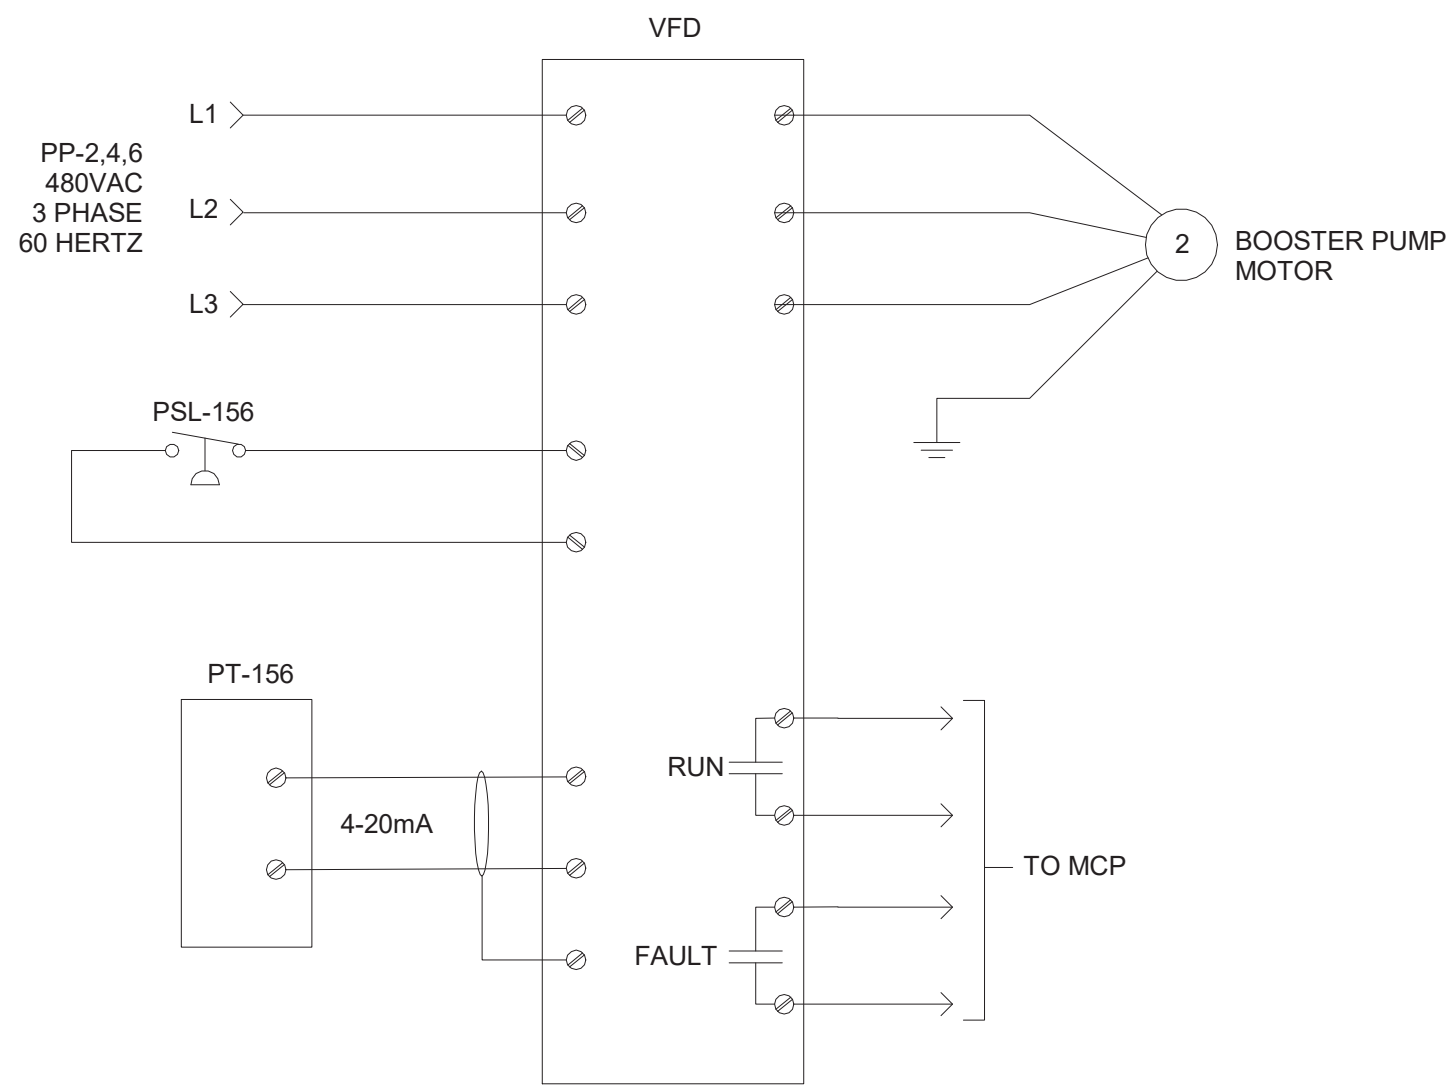 VFD
L1
PP-2,4,6
480VAC
3 PHASE
60 HERTZ
L2
L3
2
BOOSTER PUMP
MOTOR
PSL-156
PT-156
4-20mA
RUN
FAULT
TO MCP